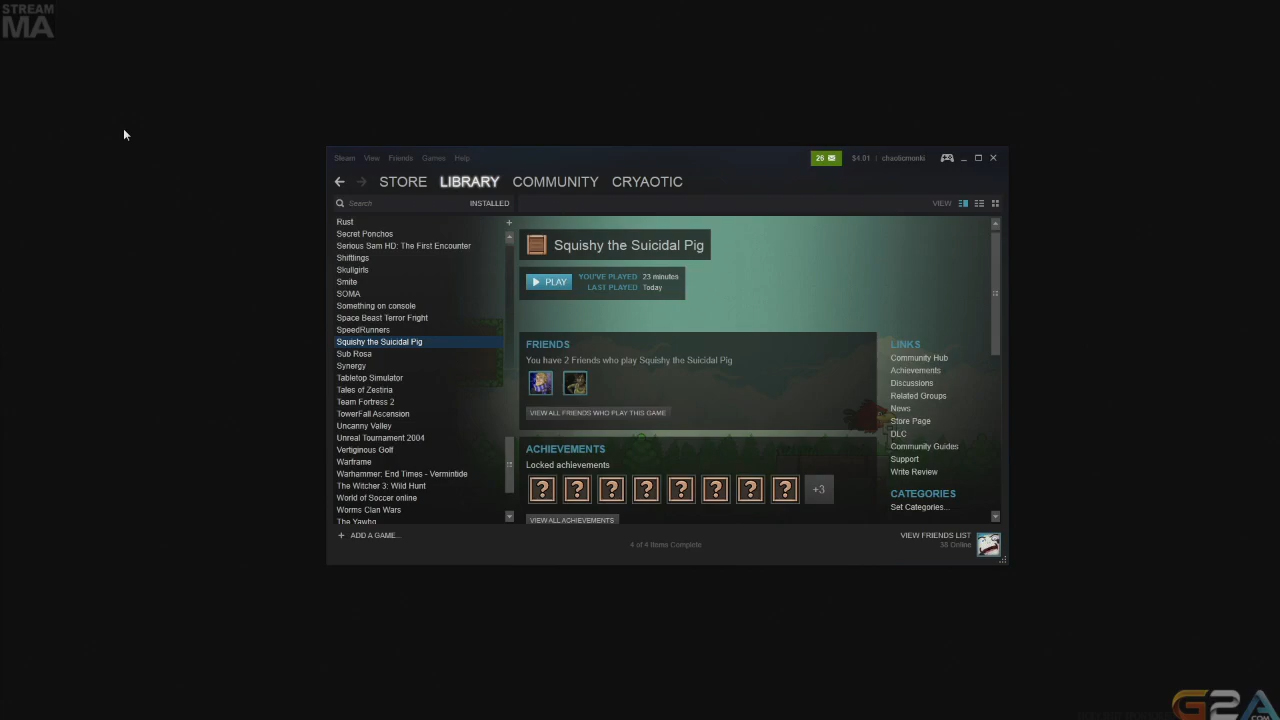 STREAM
MA
Steam View Friends Games Help
26
$4.81 chaoticmonki
STORE LIBRARY COMMUNITY CRYAOTIC
Search INSTALLED
VIEW
Rust
Secret Ponchos
Serious Sam HD: The First Encounter
Shiftlings
Skullgirls
Smite
SOMA
Something on console
Space Beast Terror Fright
SpeedRunners
Squishy the Suicidal Pig
Sub Rosa
Synergy
Tabletop Simulator
Tales of Zestiria
Team Fortress 2
TowerFall Ascension
Uncanny Valley
Unreal Tournament 2004
Vertiginous Golf
Warframe
Warhammer: End Times - Vermintide
The Witcher 3: Wild Hunt
World of Soccer online
Worms Clan Wars
The Yawhg
+ ADD A GAME...
Squishy the Suicidal Pig
PLAY
YOU'VE PLAYED 23 minutes
LAST PLAYED Today
FRIENDS
You have 2 Friends who play Squishy the Suicidal Pig
VIEW ALL FRIENDS WHO PLAY THIS GAME
ACHIEVEMENTS
Locked achievements
? ? ? ? ? ? ? ? +3
VIEW ALL ACHIEVEMENTS
LINKS
Community Hub
Achievements
Discussions
Related Groups
News
Store Page
DLC
Community Guides
Support
Write Review
CATEGORIES
Set Categories...
4 of 4 Items Complete
VIEW FRIENDS LIST
38 Online
G2A
.COM